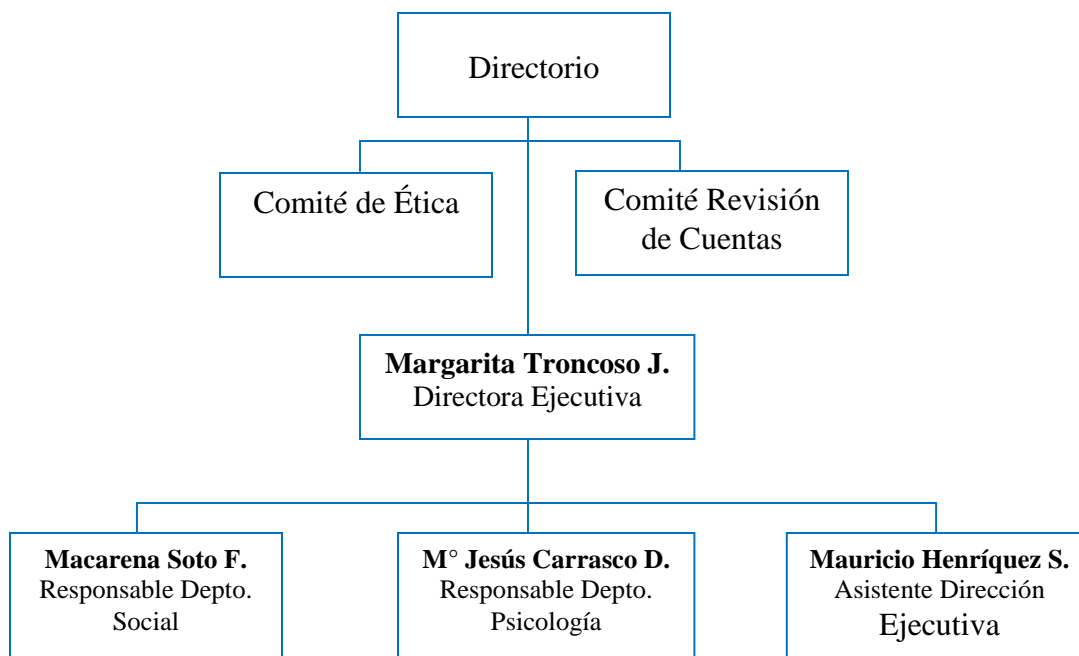 Directorio
Comité de Ética
Comité Revisión
de Cuentas
Margarita Troncoso J.
Directora Ejecutiva
Macarena Soto F.
Responsable Depto.
Social
M° Jesús Carrasco D.
Responsable Depto.
Psicología
Mauricio Henríquez S.
Asistente Dirección
Ejecutiva